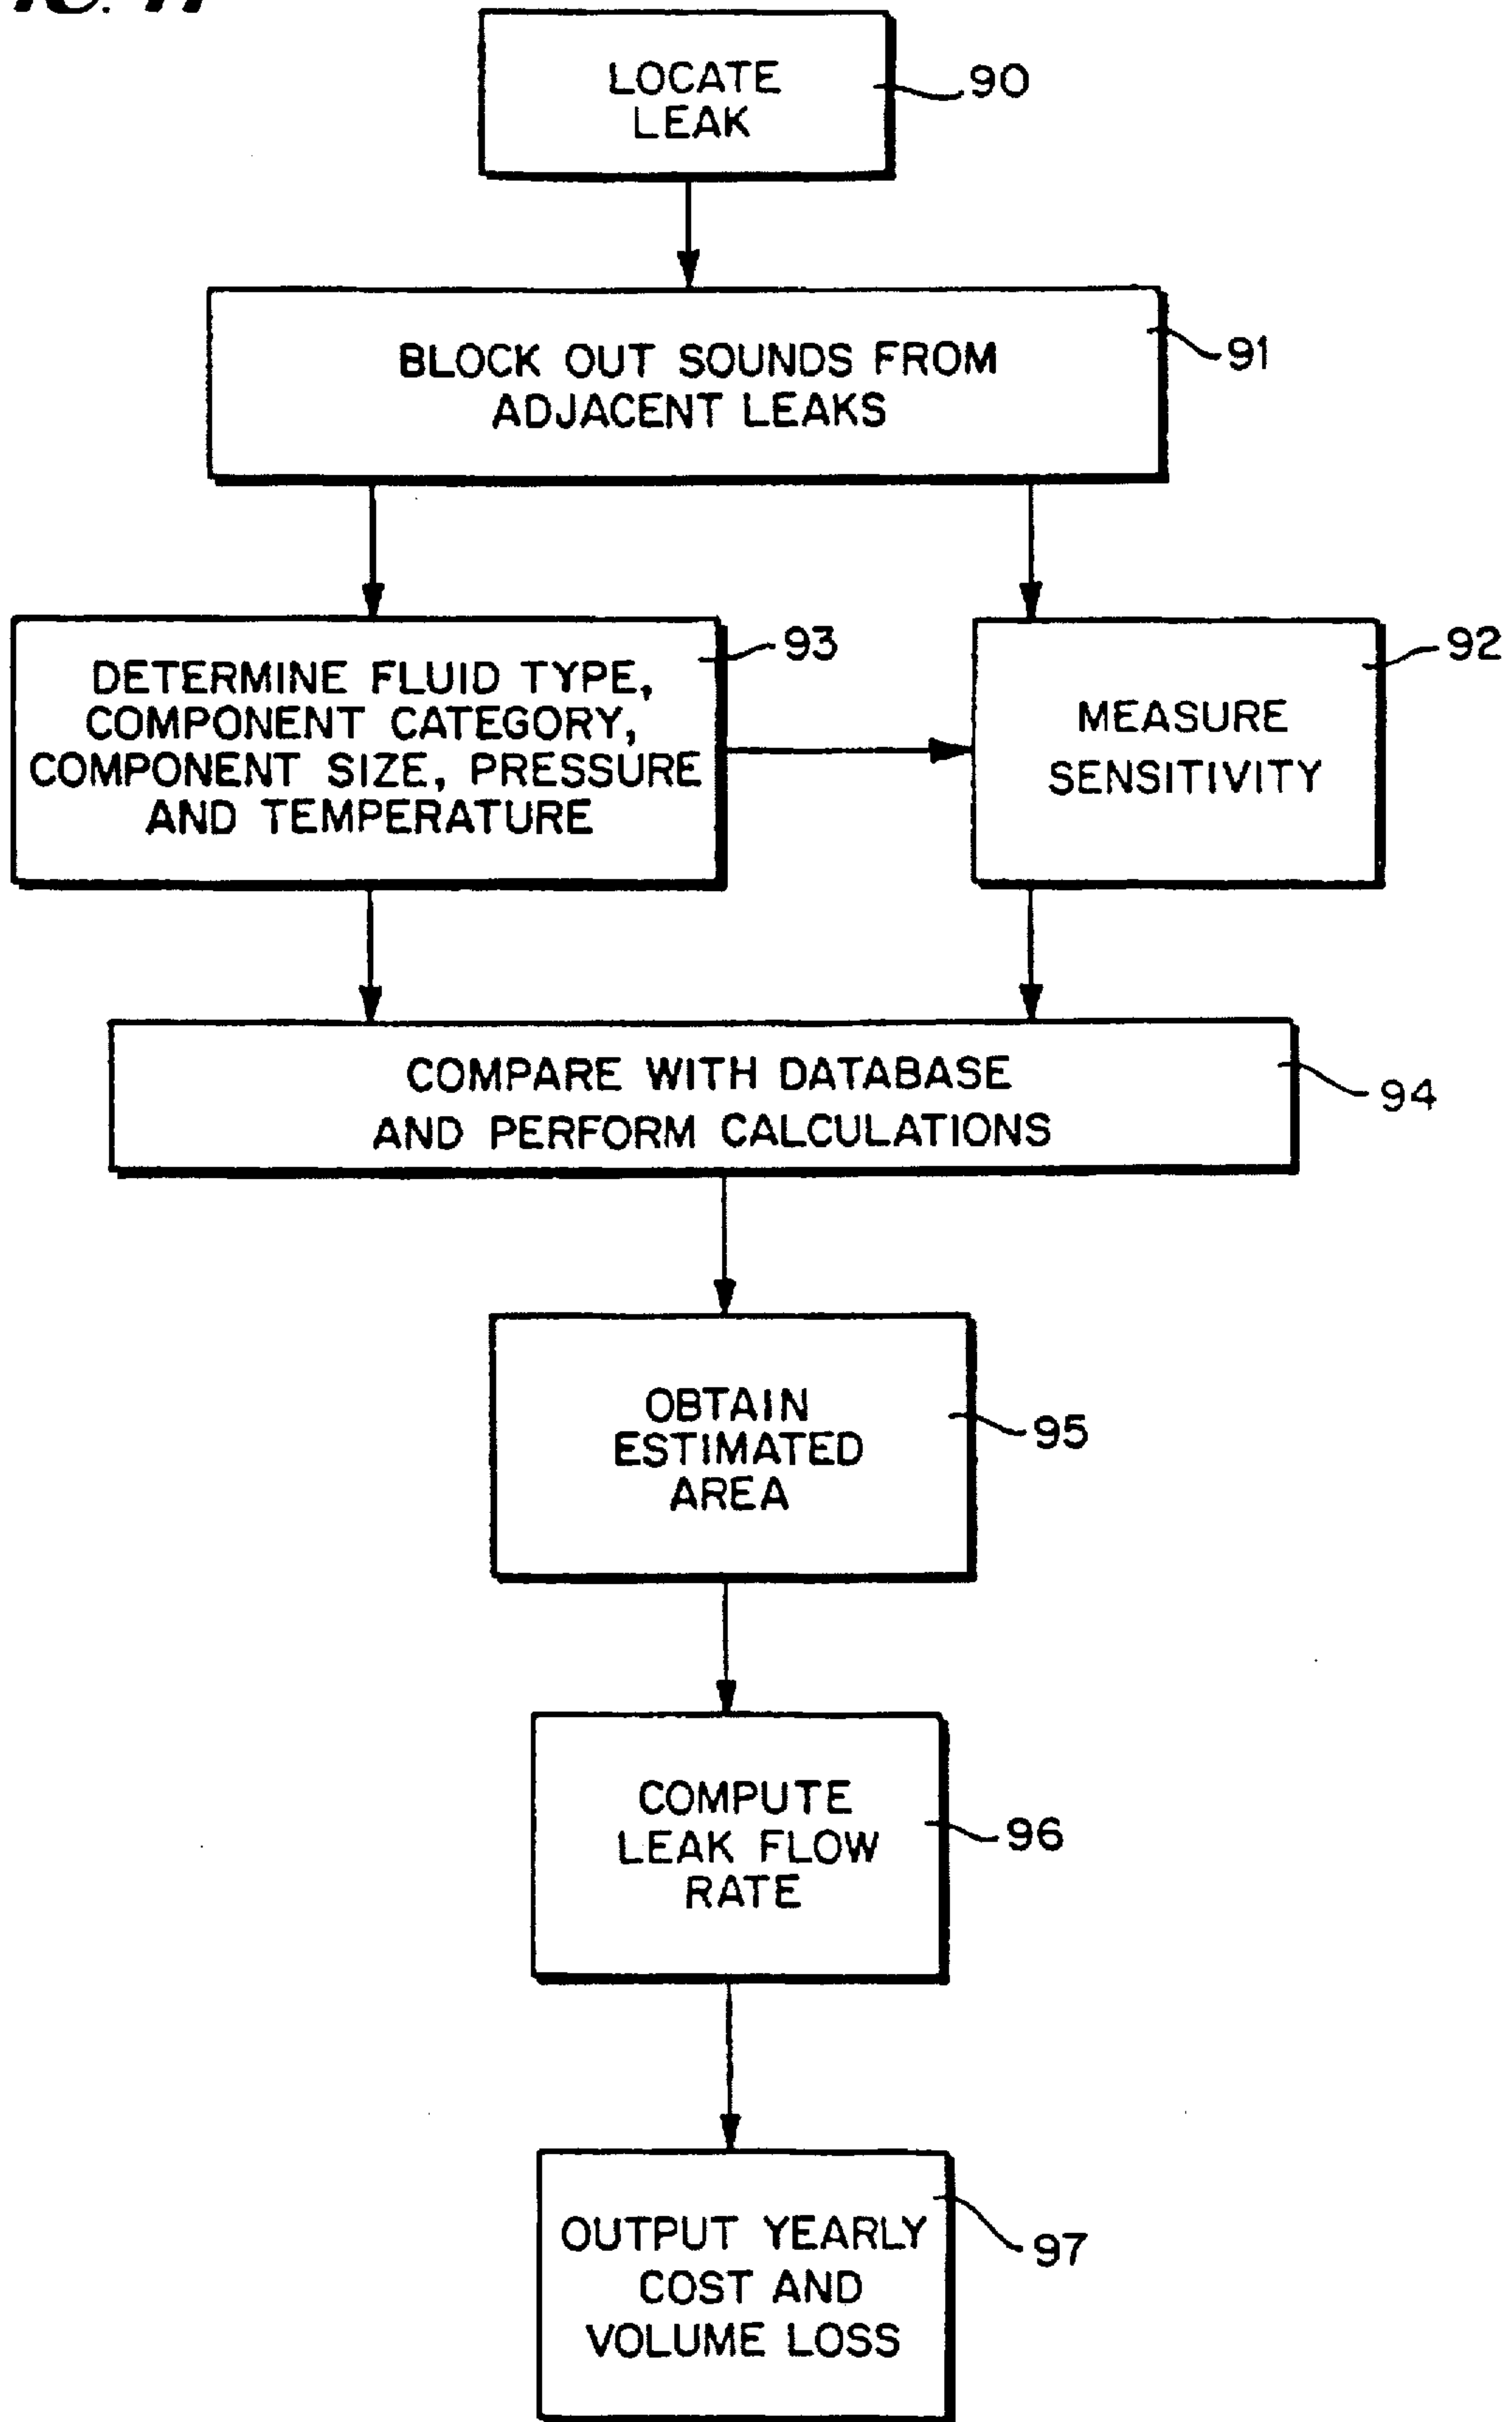 LOCATE
LEAK
90
BLOCK OUT SOUNDS FROM
ADJACENT LEAKS
91
DETERMINE FLUID TYPE,
COMPONENT CATEGORY,
COMPONENT SIZE, PRESSURE
AND TEMPERATURE
93
MEASURE
SENSITIVITY
92
COMPARE WITH DATABASE
AND PERFORM CALCULATIONS
94
OBTAIN
ESTIMATED
AREA
95
COMPUTE
LEAK FLOW
RATE
96
OUTPUT YEARLY
COST AND
VOLUME LOSS
97